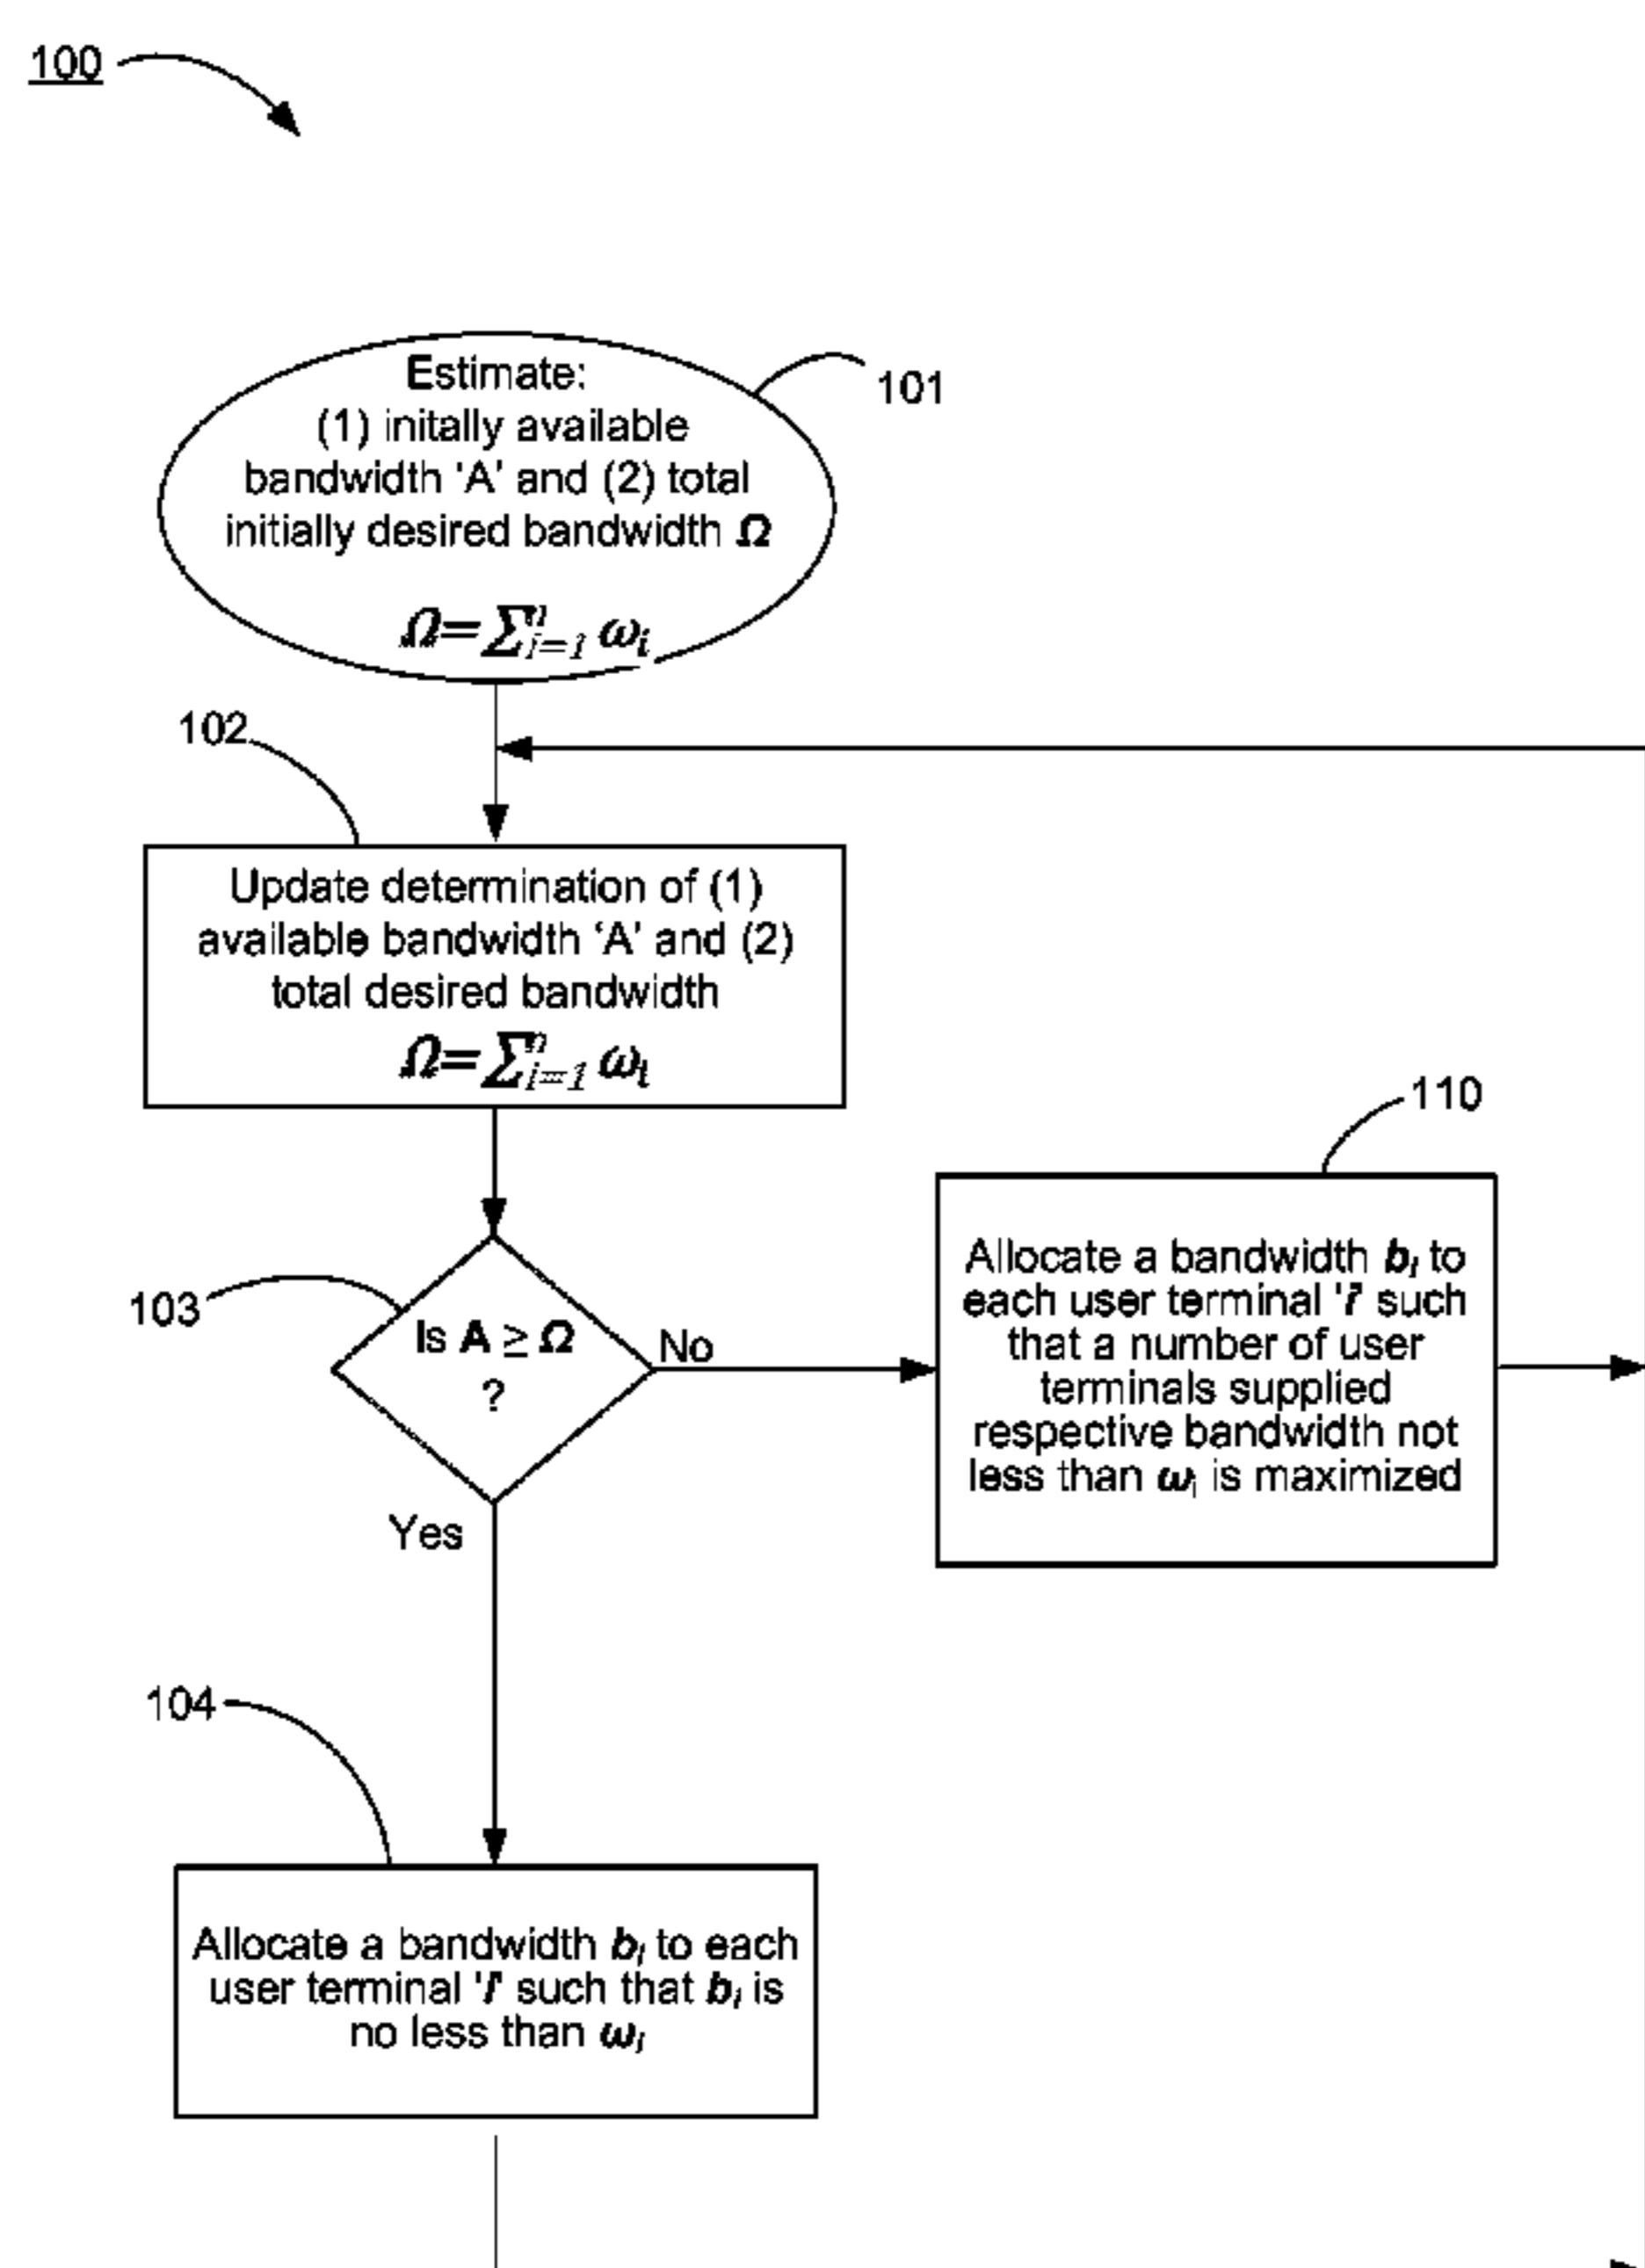 100
Estimate:
101
(1) initally available
bandwidth 'A' and (2) total
initially desired bandwidth Ω
Ω=Σⁿᵢ₌₁ ωᵢ
102
Update determination of (1)
available bandwidth ‘A’ and (2)
total desired bandwidth
Ω=Σⁿᵢ₌₁ ωᵢ
103
Is A ≥ Ω
?
No
Yes
110
Allocate a bandwidth bᵢ to
each user terminal 'i' such
that a number of user
terminals supplied
respective bandwidth not
less than ωᵢ is maximized
104
Allocate a bandwidth bᵢ to each
user terminal 'i' such that bᵢ is
no less than ωᵢ